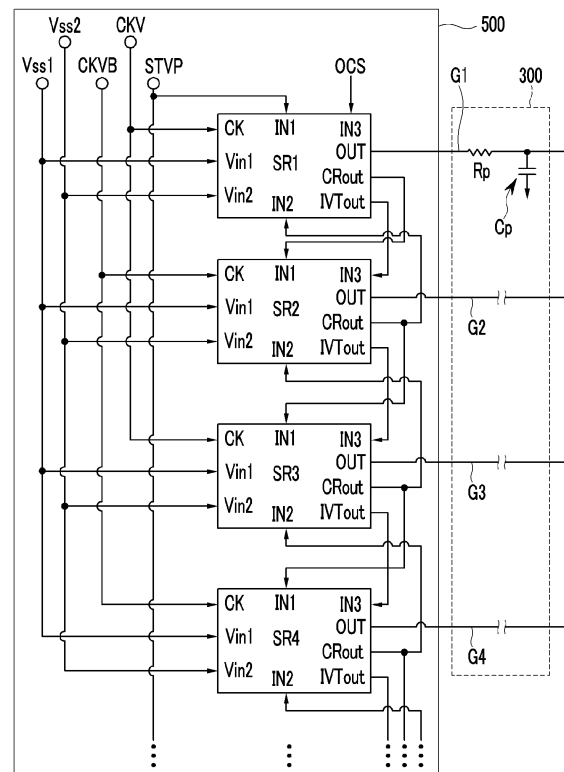 Vss2 CKV
500
Vss1 CKVB STVP OCS G1 300
CK IN1 IN3
OUT
Vin1 SR1 CRout
Vin2 IN2 IVTout
Rp
Cp
CK IN1 IN3
OUT
Vin1 SR2 CRout
Vin2 IN2 IVTout
G2
CK IN1 IN3
OUT
Vin1 SR3 CRout
Vin2 IN2 IVTout
G3
CK IN1 IN3
OUT
Vin1 SR4 CRout
Vin2 IN2 IVTout
G4